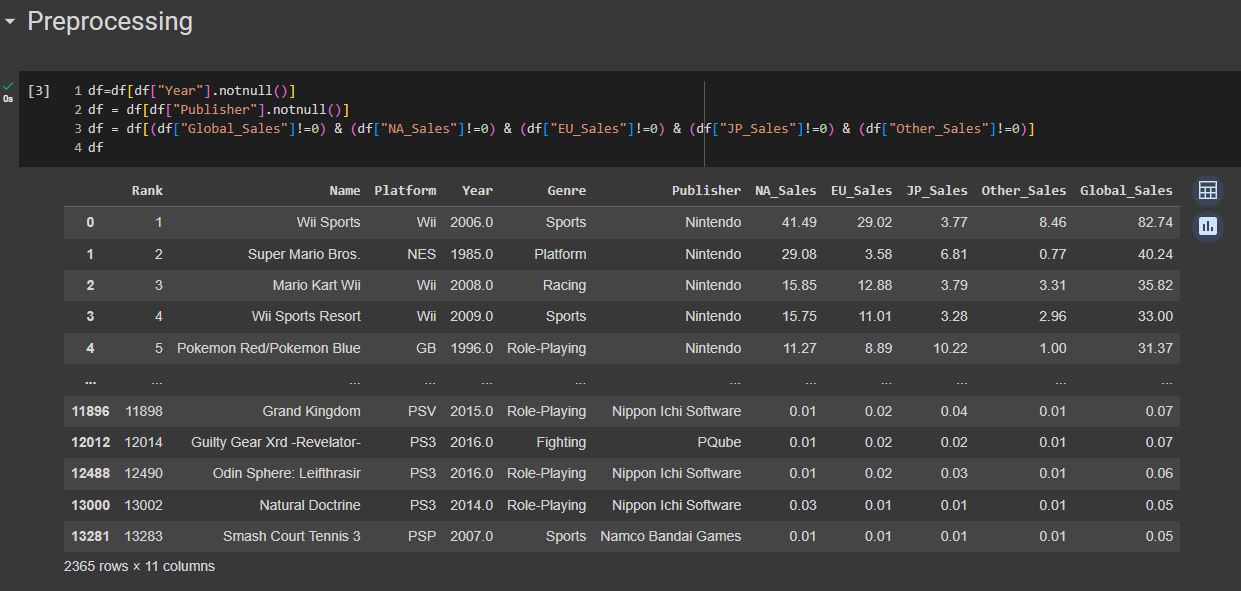 Preprocessing
0s
[3]
1 df=df[df["Year"].notnull()]
2 df = df[df["Publisher"].notnull()]
3 df = df[(df["Global_Sales"]!=0) & (df["NA_Sales"]!=0) & (df["EU_Sales"]!=0) & (df["JP_Sales"]!=0) & (df["Other_Sales"]!=0)]
4 df
Rank Name Platform Year Genre Publisher NA_Sales EU_Sales JP_Sales Other_Sales Global_Sales
0 1 Wii Sports Wii 2006.0 Sports Nintendo 41.49 29.02 3.77 8.46 82.74
1 2 Super Mario Bros. NES 1985.0 Platform Nintendo 29.08 3.58 6.81 0.77 40.24
2 3 Mario Kart Wii Wii 2008.0 Racing Nintendo 15.85 12.88 3.79 3.31 35.82
3 4 Wii Sports Resort Wii 2009.0 Sports Nintendo 15.75 11.01 3.28 2.96 33.00
4 5 Pokemon Red/Pokemon Blue GB 1996.0 Role-Playing Nintendo 11.27 8.89 10.22 1.00 31.37
... ... ... ... ... ... ... ... ... ... ... ...
11896 11898 Grand Kingdom PSV 2015.0 Role-Playing Nippon Ichi Software 0.01 0.02 0.04 0.01 0.07
12012 12014 Guilty Gear Xrd -Revelator- PS3 2016.0 Fighting PQube 0.01 0.02 0.02 0.01 0.07
12488 12490 Odin Sphere: Leifthrasir PS3 2016.0 Role-Playing Nippon Ichi Software 0.01 0.02 0.03 0.01 0.06
13000 13002 Natural Doctrine PS3 2014.0 Role-Playing Nippon Ichi Software 0.03 0.01 0.01 0.01 0.05
13281 13283 Smash Court Tennis 3 PSP 2007.0 Sports Namco Bandai Games 0.01 0.01 0.01 0.01 0.05
2365 rows × 11 columns